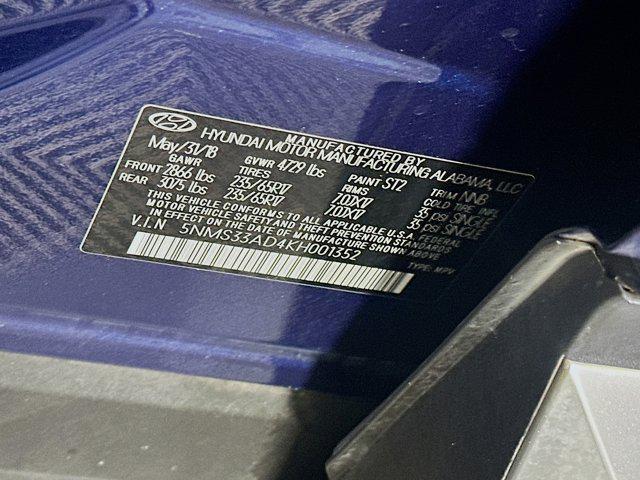 MANUFACTURED BY
HYUNDAI MOTOR MANUFACTURING ALABAMA, LLC
May/31/18 GVWR 4729 lbs PAINT ST2 TRIM NNB
GAWR TIRES RIMS COLD TIRE INFL
FRONT 2866 lbs 235/65R17 7.0JX17 35 psi SINGLE
REAR 3075 lbs 235/65R17 7.0JX17 35 psi SINGLE
THIS VEHICLE CONFORMS TO ALL APPLICABLE U.S.A. FEDERAL
MOTOR VEHICLE SAFETY AND THEFT PREVENTION STANDARDS
IN EFFECT ON THE DATE OF MANUFACTURE SHOWN ABOVE
V.I.N 5NMS33AD4KH001352
TYPE: MPV